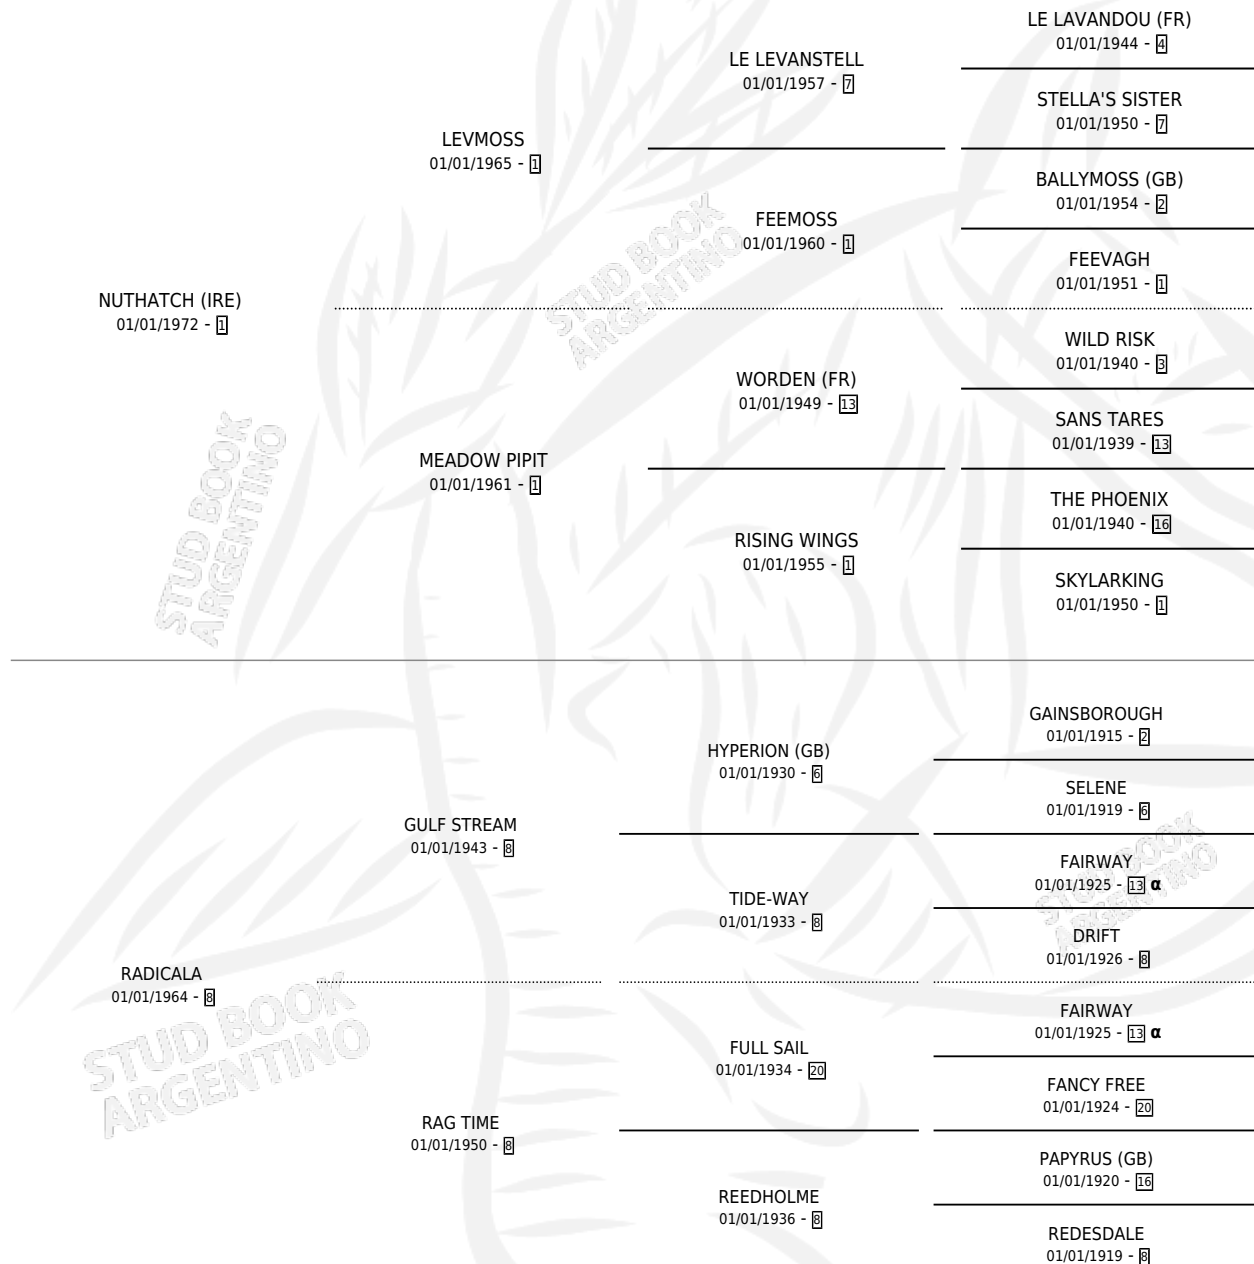 LE LAVANDOU (FR)
01/01/1944 - 4
LE LEVANSTELL
01/01/1957 - 7
STELLA'S SISTER
01/01/1950 - 7
LEVMOSS
01/01/1965 - 1
BALLYMOSS (GB)
01/01/1954 - 2
FEEMOSS
01/01/1960 - 1
FEEVAGH
01/01/1951 - 1
NUTHATCH (IRE)
01/01/1972 - 1
WILD RISK
01/01/1940 - 3
WORDEN (FR)
01/01/1949 - 13
SANS TARES
01/01/1939 - 13
MEADOW PIPIT
01/01/1961 - 1
THE PHOENIX
01/01/1940 - 16
RISING WINGS
01/01/1955 - 1
SKYLARKING
01/01/1950 - 1
STUD BOOK
ARGENTINO
STUD BOOK
ARGENTINO
GAINSBOROUGH
01/01/1915 - 2
HYPERION (GB)
01/01/1930 - 6
SELENE
01/01/1919 - 6
GULF STREAM
01/01/1943 - 8
FAIRWAY
01/01/1925 - 13 α
TIDE-WAY
01/01/1933 - 8
DRIFT
01/01/1926 - 8
STUD BOOK
ARGENTINO
RADICALA
01/01/1964 - 8
FAIRWAY
01/01/1925 - 13 α
FULL SAIL
01/01/1934 - 20
FANCY FREE
01/01/1924 - 20
STUD BOOK
ARGENTINO
RAG TIME
01/01/1950 - 8
PAPYRUS (GB)
01/01/1920 - 16
REEDHOLME
01/01/1936 - 8
REDESDALE
01/01/1919 - 8